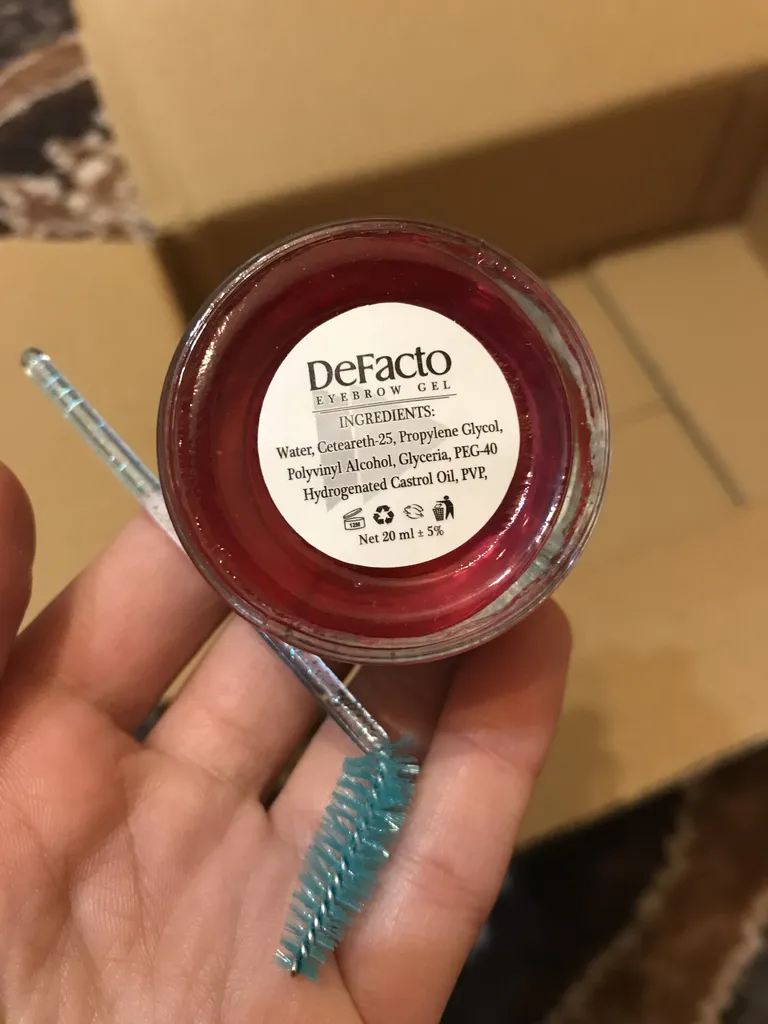 DeFacto
EYEBROW GEL
INGREDIENTS:
Water, Ceteareth-25, Propylene Glycol,
Polyvinyl Alcohol, Glyceria, PEG-40
Hydrogenated Castrol Oil, PVP,
12M
Net 20 ml ± 5%